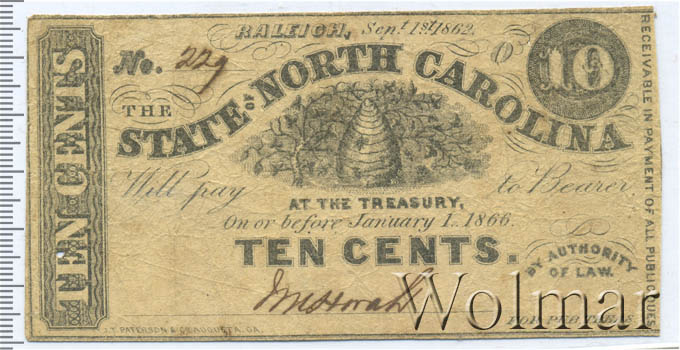 RALEIGH, Sep.t 1st 1862.
No. 229
10
THE
STATE OF NORTH CAROLINA
Will pay to Bearer
AT THE TREASURY,
On or before January 1. 1866.
TEN CENTS.
BY AUTHORITY
OF LAW.
TEN CENTS
RECEIVABLE IN PAYMENT OF ALL PUBLIC DUES
J.T. PATERSON & C. AUGUSTA, GA.
Wolmar